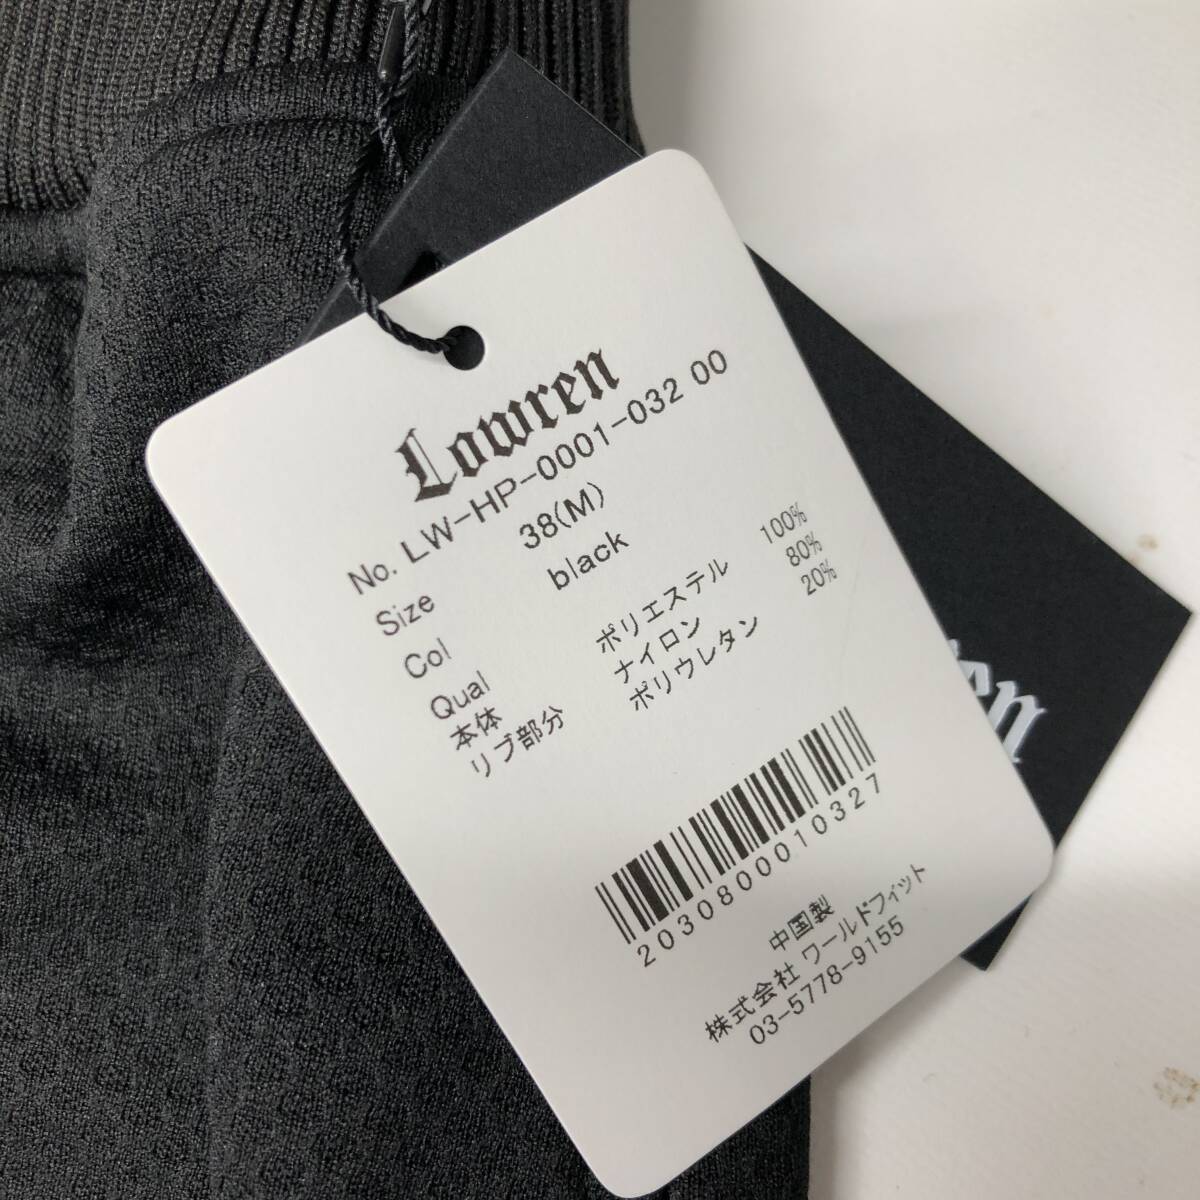 Lowren
No. LW-HP-0001-032 00
Size 38(M)
Col black
Qual
本体 ポリエステル 100%
リブ部分 ナイロン 80%
ポリウレタン 20%
2030800010327
中国製
株式会社 ワールドフィット
03-5778-9155